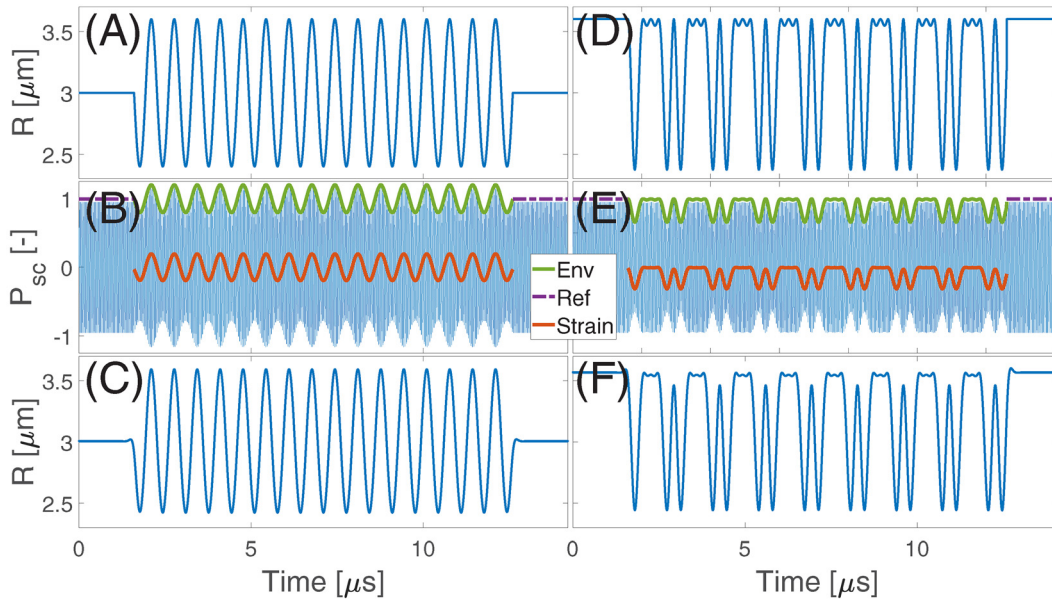 (A)
R [μm]
3.5
3
2.5
(D)
(B)
P_sc [-]
1
0
-1
(E)
Env
Ref
Strain
(C)
R [μm]
3.5
3
2.5
(F)
0 5 10
Time [μs]
0 5 10
Time [μs]